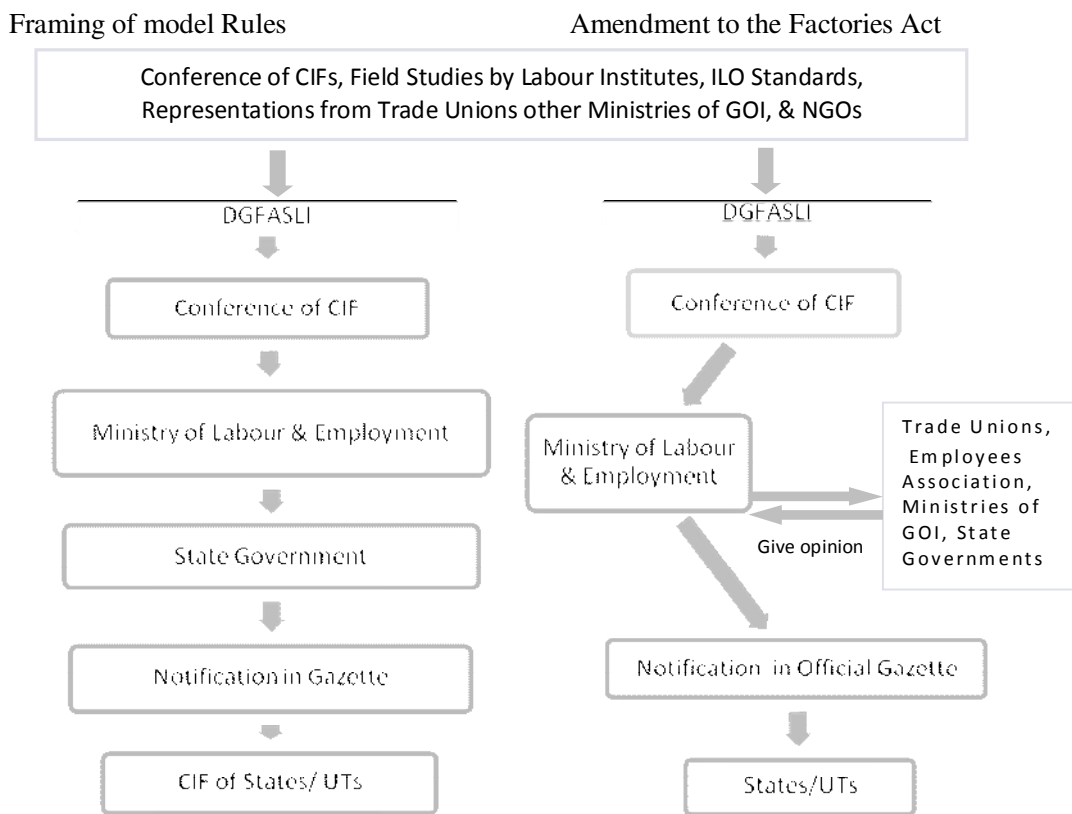 Framing of model Rules
Amendment to the Factories Act
Conference of CIFs, Field Studies by Labour Institutes, ILO Standards,
Representations from Trade Unions other Ministries of GOI, & NGOs
DGFASLI
Conference of CIF
Ministry of Labour & Employment
State Government
Notification in Gazette
CIF of States/ UTs
DGFASLI
Conference of CIF
Ministry of Labour
& Employment
Trade Unions,
Employees
Association,
Ministries of
GOI, State
Governments
Give opinion
Notification in Official Gazette
States/UTs